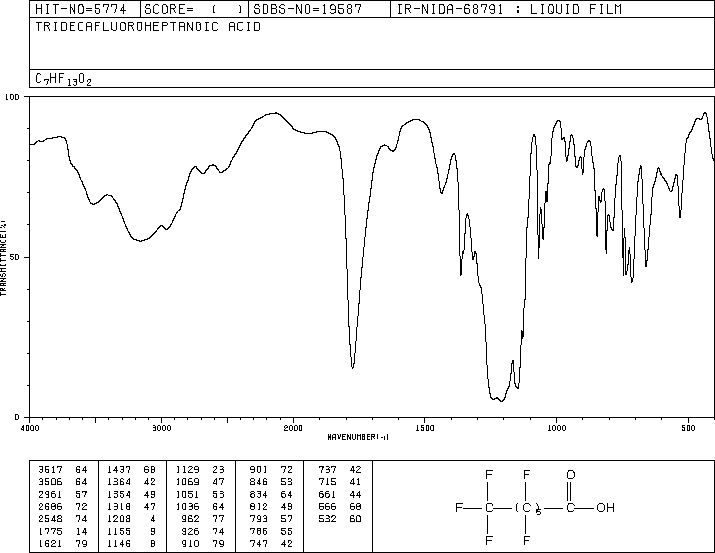 HIT-NO=5774 SCORE= ( ) SDBS-NO=19587 IR-NIDA-68791 : LIQUID FILM
TRIDECAFLUOROHEPTANOIC ACID
C7HF13O2
100
50
0
TRANSMITTANCE(%)
4000 3000 2000 1500 1000 500
WAVENUMBER(-1)
3617 64 1437 68 1129 23 901 72 737 42
3506 64 1364 42 1069 47 846 53 715 41
2961 57 1354 49 1051 53 834 64 661 44
2686 72 1318 47 1036 64 812 49 566 68
2548 74 1208 4 962 77 793 57 532 60
1775 14 1155 9 926 74 786 55
1621 79 1146 8 910 79 747 42
F F O
F C (C)5 C OH
F F